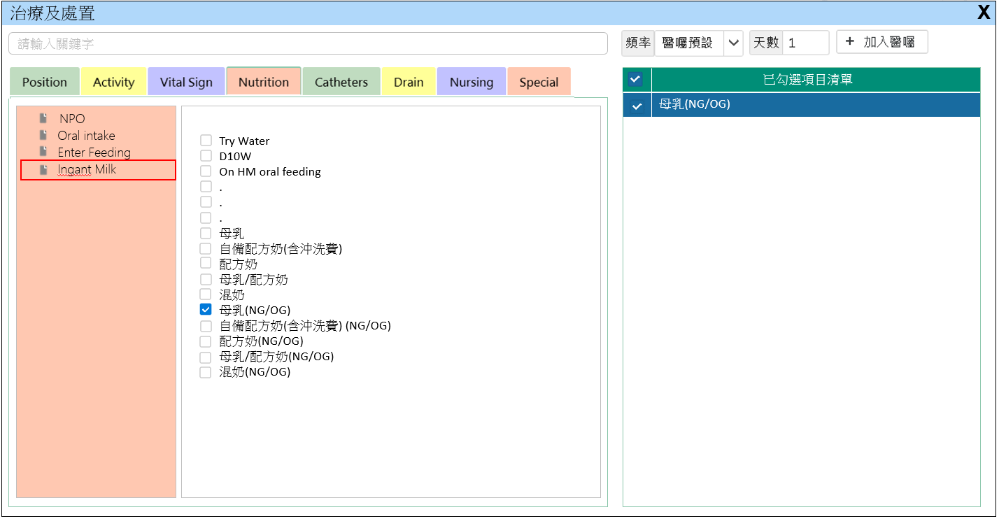 治療及處置 X
請輸入關鍵字
頻率 醫囑預設 天數 1 + 加入醫囑
Position Activity Vital Sign Nutrition Catheters Drain Nursing Special
NPO
Oral intake
Enter Feeding
Ingant Milk
Try Water
D10W
On HM oral feeding
.
.
.
母乳
自備配方奶(含沖洗費)
配方奶
母乳/配方奶
混奶
母乳(NG/OG)
自備配方奶(含沖洗費) (NG/OG)
配方奶(NG/OG)
母乳/配方奶(NG/OG)
混奶(NG/OG)
已勾選項目清單
母乳(NG/OG)